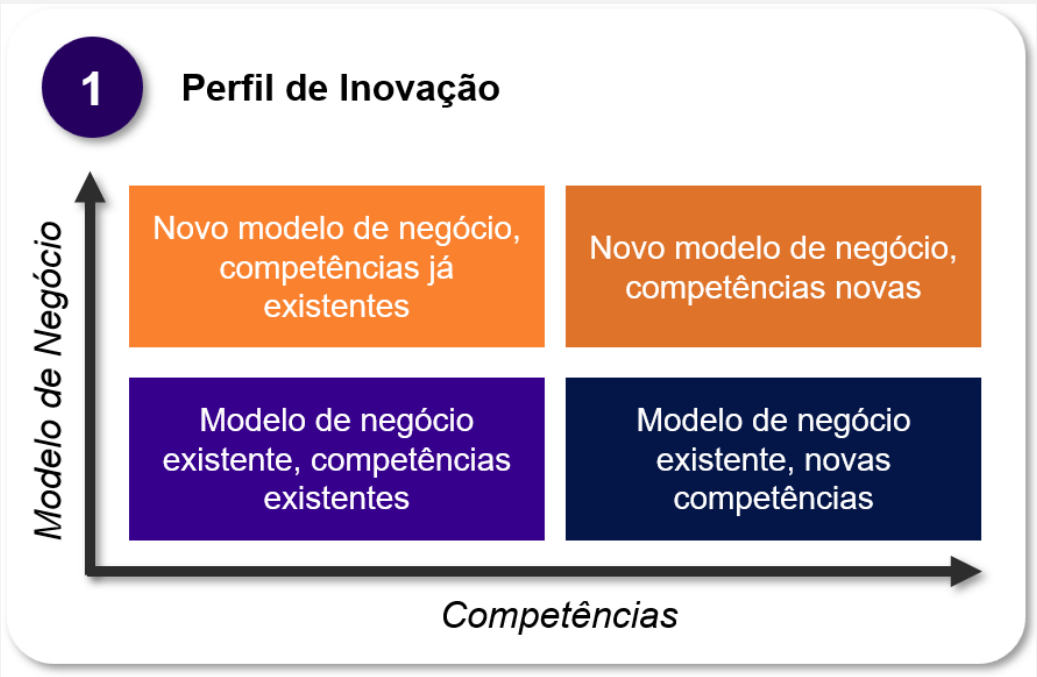 1
Perfil de Inovação
Modelo de Negócio
Novo modelo de negócio,
competências já
existentes
Novo modelo de negócio,
competências novas
Modelo de negócio
existente, competências
existentes
Modelo de negócio
existente, novas
competências
Competências